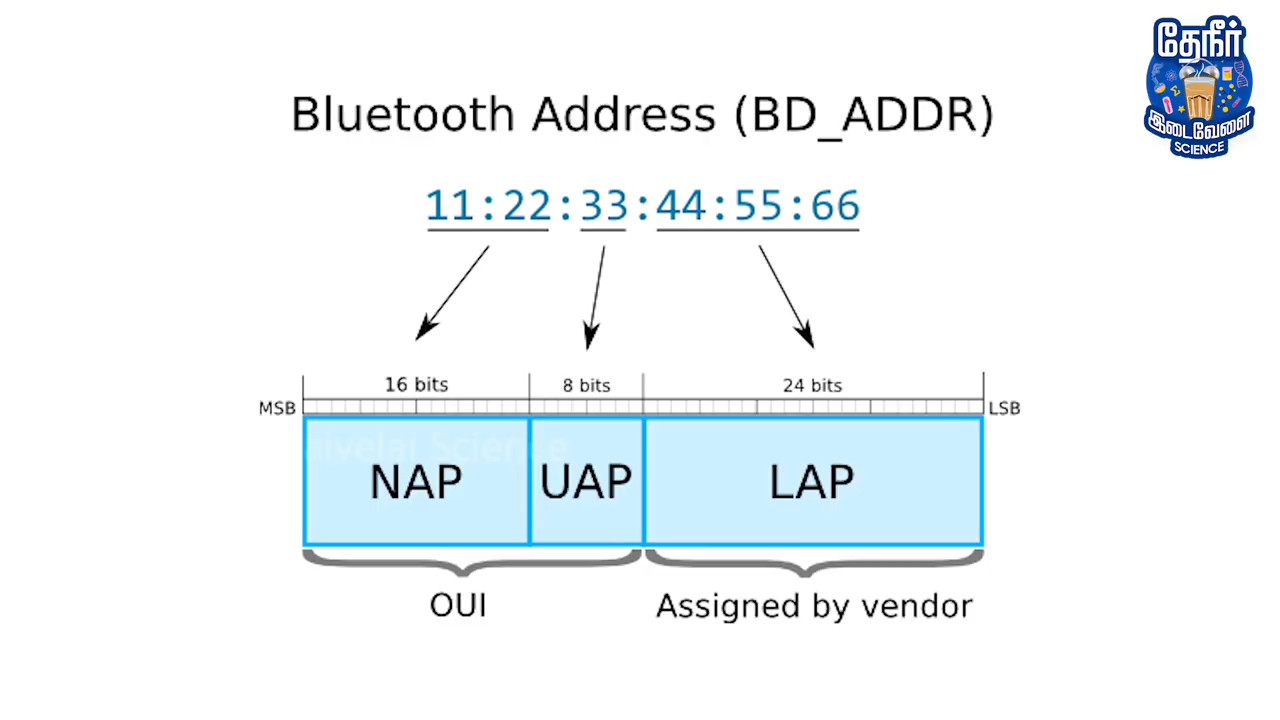 தேநீர்
இடைவேளை
SCIENCE
Bluetooth Address (BD_ADDR)
11:22:33:44:55:66
16 bits 8 bits 24 bits
MSB LSB
NAP UAP LAP
OUI Assigned by vendor